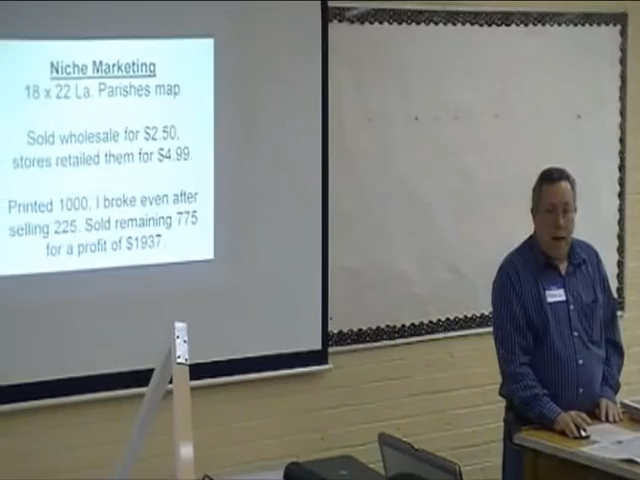 Niche Marketing
18 x 22 La. Parishes map
Sold wholesale for $2.50,
stores retailed them for $4.99.
Printed 1000, I broke even after
selling 225. Sold remaining 775
for a profit of $1937.